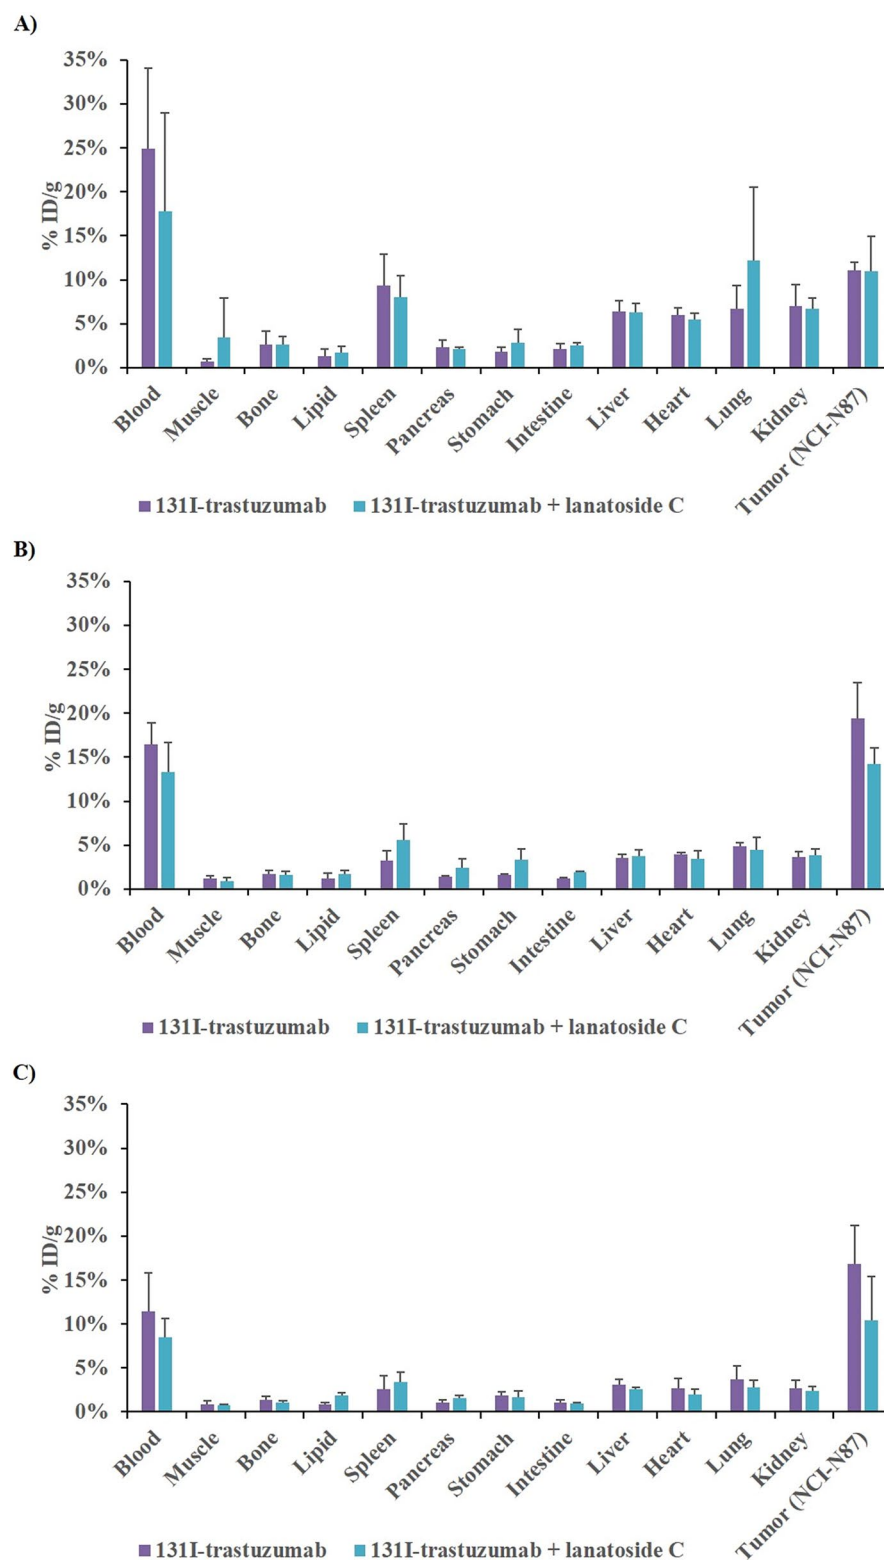 A)
35%
30%
25%
20%
15%
10%
5%
0%
% ID/g
Blood
Muscle
Bone
Lipid
Spleen
Pancreas
Stomach
Intestine
Liver
Heart
Lung
Kidney
Tumor (NCI-N87)
131I-trastuzumab 131I-trastuzumab + lanatoside C
B)
35%
30%
25%
20%
15%
10%
5%
0%
% ID/g
Blood
Muscle
Bone
Lipid
Spleen
Pancreas
Stomach
Intestine
Liver
Heart
Lung
Kidney
Tumor (NCI-N87)
131I-trastuzumab 131I-trastuzumab + lanatoside C
C)
35%
30%
25%
20%
15%
10%
5%
0%
% ID/g
Blood
Muscle
Bone
Lipid
Spleen
Pancreas
Stomach
Intestine
Liver
Heart
Lung
Kidney
Tumor (NCI-N87)
131I-trastuzumab 131I-trastuzumab + lanatoside C